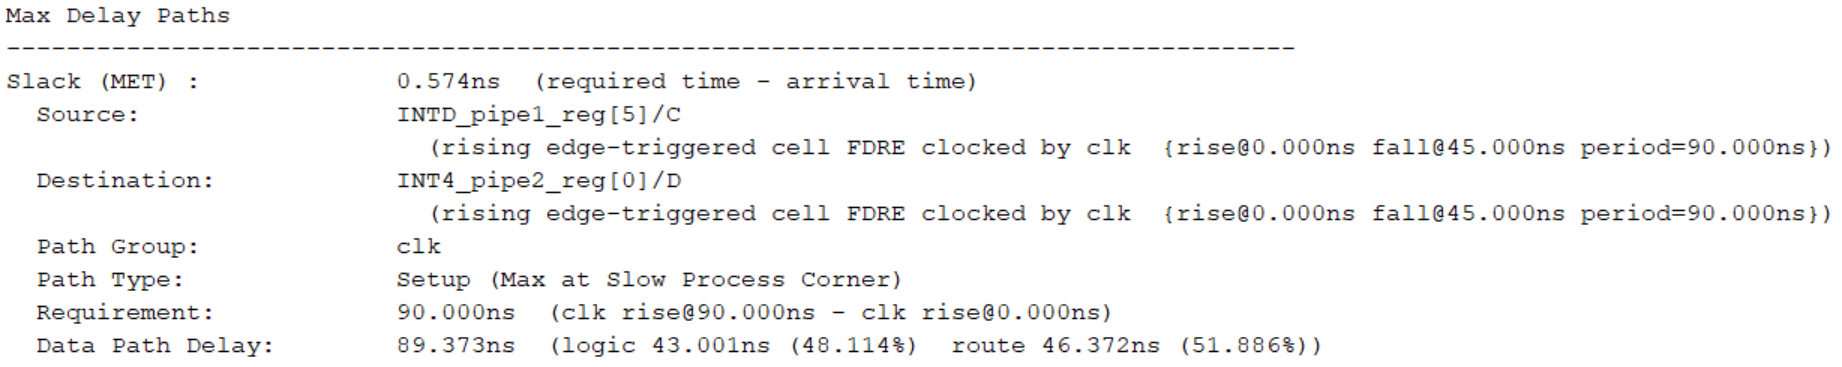 Max Delay Paths
--------------------------------------------------------------------------------------
Slack (MET) :             0.574ns  (required time - arrival time)
  Source:                 INTD_pipe1_reg[5]/C
                            (rising edge-triggered cell FDRE clocked by clk  {rise@0.000ns fall@45.000ns period=90.000ns})
  Destination:            INT4_pipe2_reg[0]/D
                            (rising edge-triggered cell FDRE clocked by clk  {rise@0.000ns fall@45.000ns period=90.000ns})
  Path Group:             clk
  Path Type:              Setup (Max at Slow Process Corner)
  Requirement:            90.000ns  (clk rise@90.000ns - clk rise@0.000ns)
  Data Path Delay:        89.373ns  (logic 43.001ns (48.114%)  route 46.372ns (51.886%))